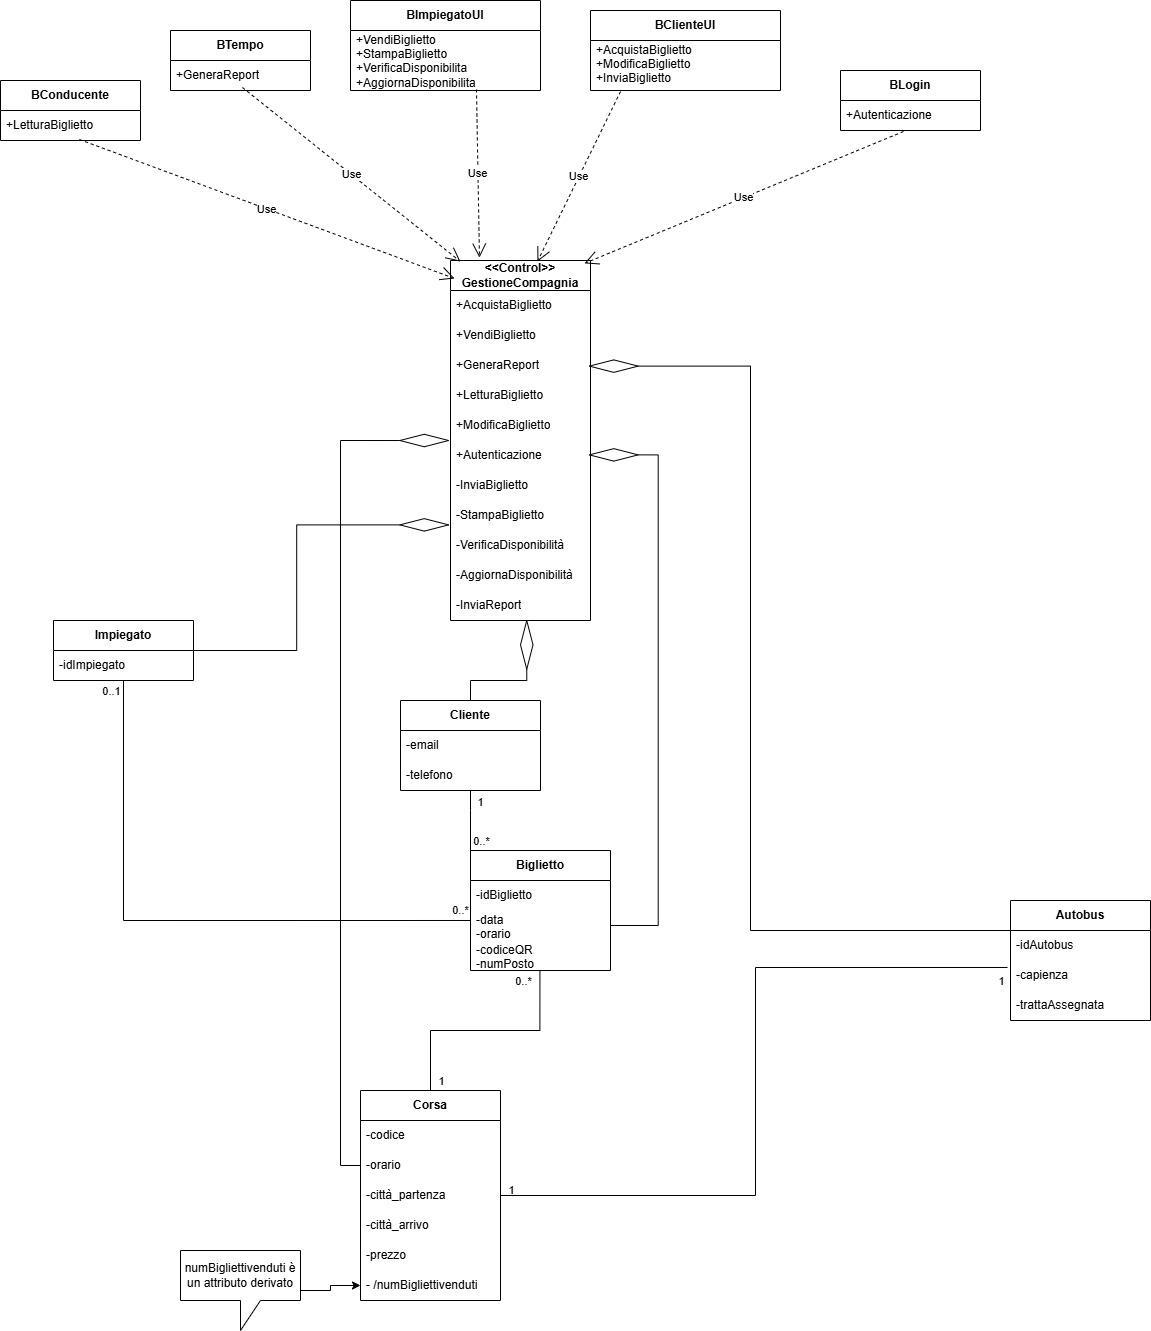 BImpiegatoUI
+VendiBiglietto
+StampaBiglietto
+VerificaDisponibilita
+AggiornaDisponibilita
BClienteUI
+AcquistaBiglietto
+ModificaBiglietto
+InviaBiglietto
BTempo
+GeneraReport
BLogin
+Autenticazione
BConducente
+LetturaBiglietto
Use
Use
Use
Use
Use
<<Control>>
GestioneCompagnia
+AcquistaBiglietto
+VendiBiglietto
+GeneraReport
+LetturaBiglietto
+ModificaBiglietto
+Autenticazione
-InviaBiglietto
-StampaBiglietto
-VerificaDisponibilità
-AggiornaDisponibilità
-InviaReport
Impiegato
-idImpiegato
0..1
Cliente
-email
-telefono
1
0..*
Biglietto
-idBiglietto
0..*
-data
-orario
-codiceQR
-numPosto
0..*
Autobus
-idAutobus
-capienza
-trattaAssegnata
1
1
Corsa
-codice
-orario
-città_partenza
1
-città_arrivo
-prezzo
- /numBigliettivenduti
numBigliettivenduti è
un attributo derivato